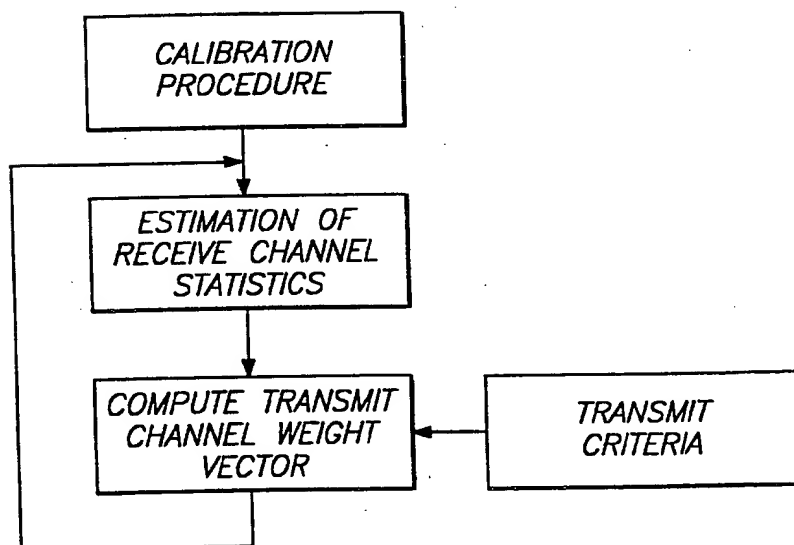 CALIBRATION
PROCEDURE
ESTIMATION OF
RECEIVE CHANNEL
STATISTICS
COMPUTE TRANSMIT
CHANNEL WEIGHT
VECTOR
TRANSMIT
CRITERIA